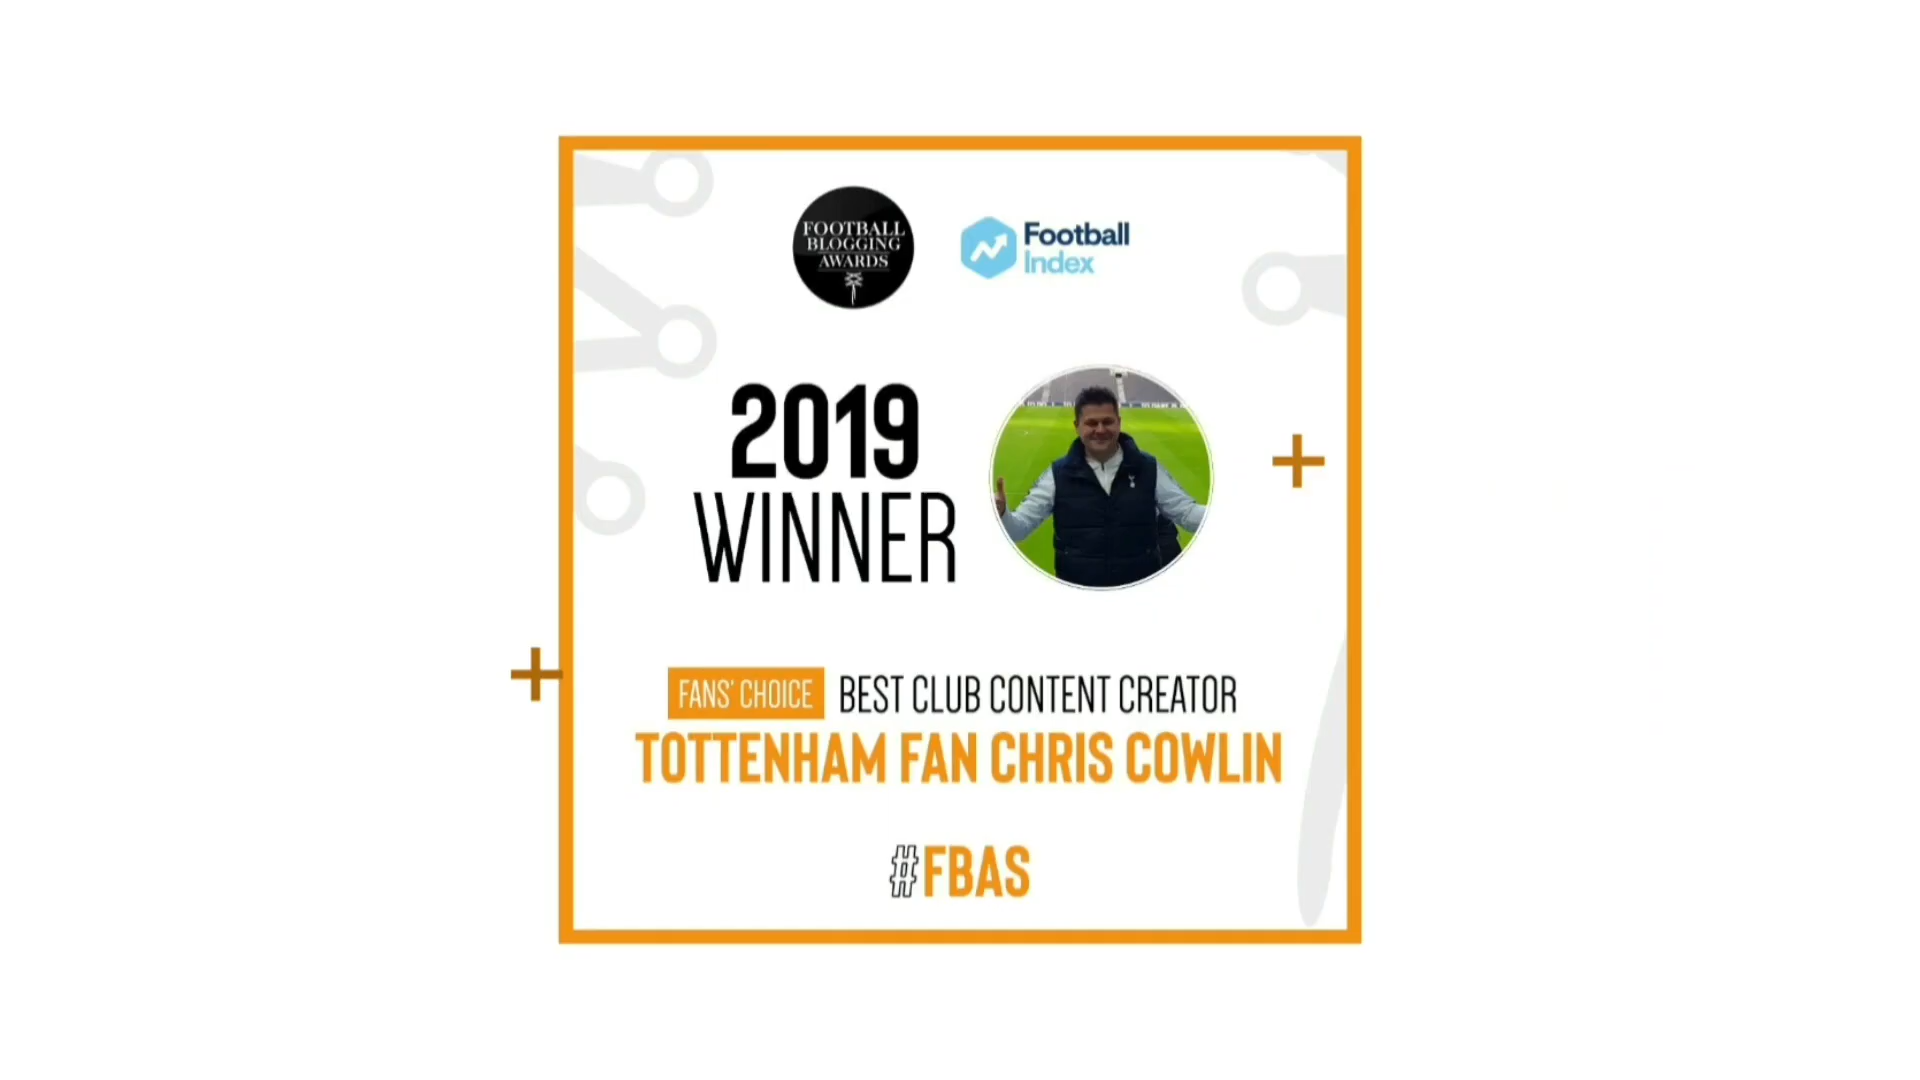 FOOTBALL
BLOGGING
AWARDS
Football
Index
2019
WINNER
FANS' CHOICE BEST CLUB CONTENT CREATOR
TOTTENHAM FAN CHRIS COWLIN
#FBAS